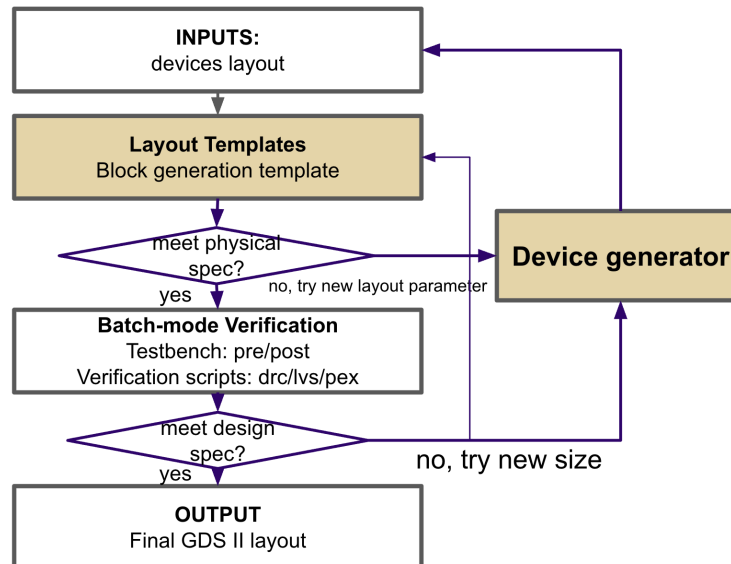 INPUTS:
devices layout
Layout Templates
Block generation template
meet physical
spec?
Device generator
no, try new layout parameter
yes
Batch-mode Verification
Testbench: pre/post
Verification scripts: drc/lvs/pex
meet design
spec?
no, try new size
yes
OUTPUT
Final GDS II layout